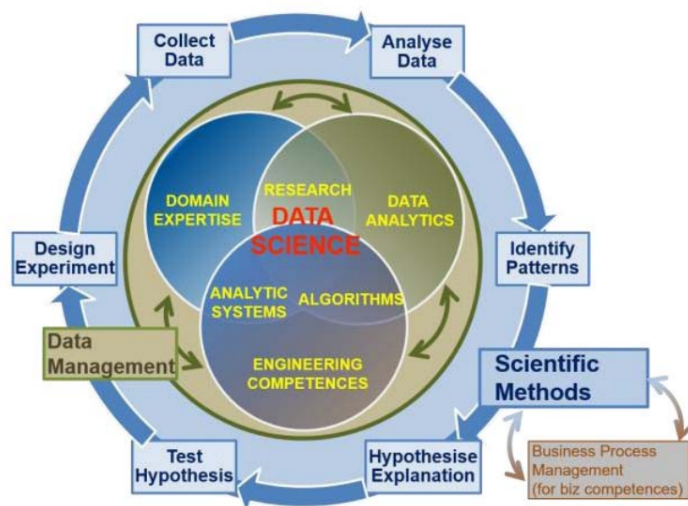 Collect
Data
Analyse
Data
DOMAIN
EXPERTISE
RESEARCH
DATA
ANALYTICS
DATA
SCIENCE
Design
Experiment
Identify
Patterns
ANALYTIC
SYSTEMS
ALGORITHMS
Data
Management
ENGINEERING
COMPETENCES
Scientific
Methods
Test
Hypothesis
Hypothesise
Explanation
Business Process
Management
(for biz competences)